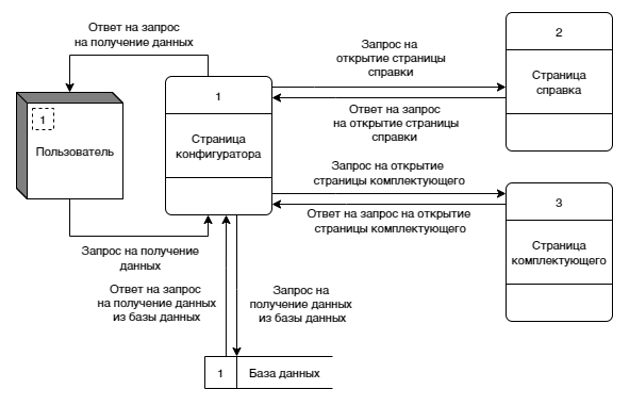 Ответ на запрос
на получение данных
1
Пользователь
Запрос на получение
данных
1
Страница
конфигуратора
Запрос на
открытие страницы
справки
Ответ на запрос
на открытие страницы
справки
2
Страница
справка
Запрос на открытие
страницы комплектующего
Ответ на запрос на открытие
страницы комплектующего
3
Страница
комплектующего
Ответ на запрос
на получение данных
из базы данных
Запрос на
получение данных
из базы данных
1
База данных